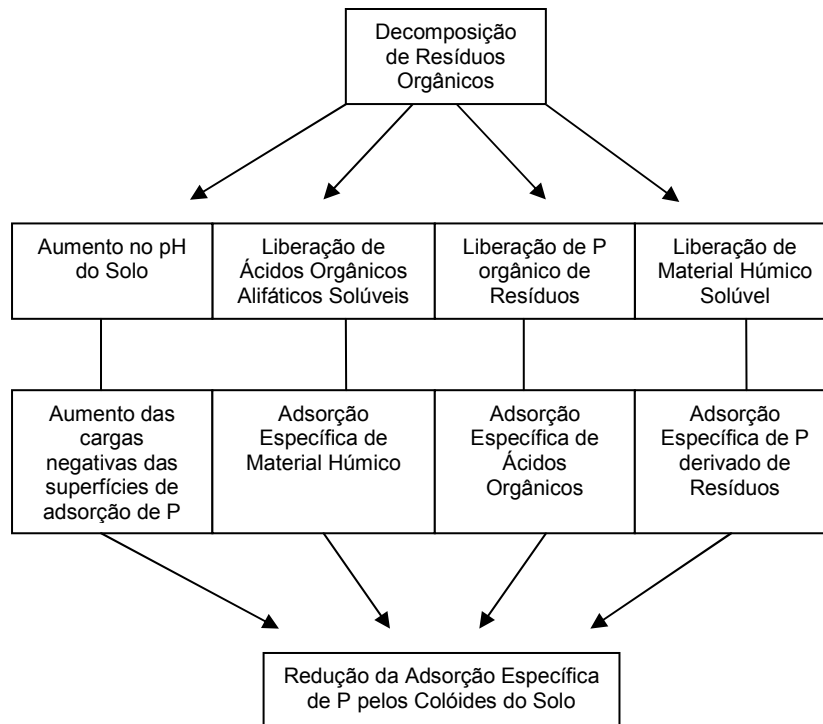 Decomposição
de Resíduos
Orgânicos
Aumento no pH
do Solo
Liberação de
Ácidos Orgânicos
Alifáticos Solúveis
Liberação de P
orgânico de
Resíduos
Liberação de
Material Húmico
Solúvel
Aumento das
cargas
negativas das
superfícies de
adsorção de P
Adsorção
Específica de
Material Húmico
Adsorção
Específica de
Ácidos
Orgânicos
Adsorção
Específica de P
derivado de
Resíduos
Redução da Adsorção Específica
de P pelos Colóides do Solo